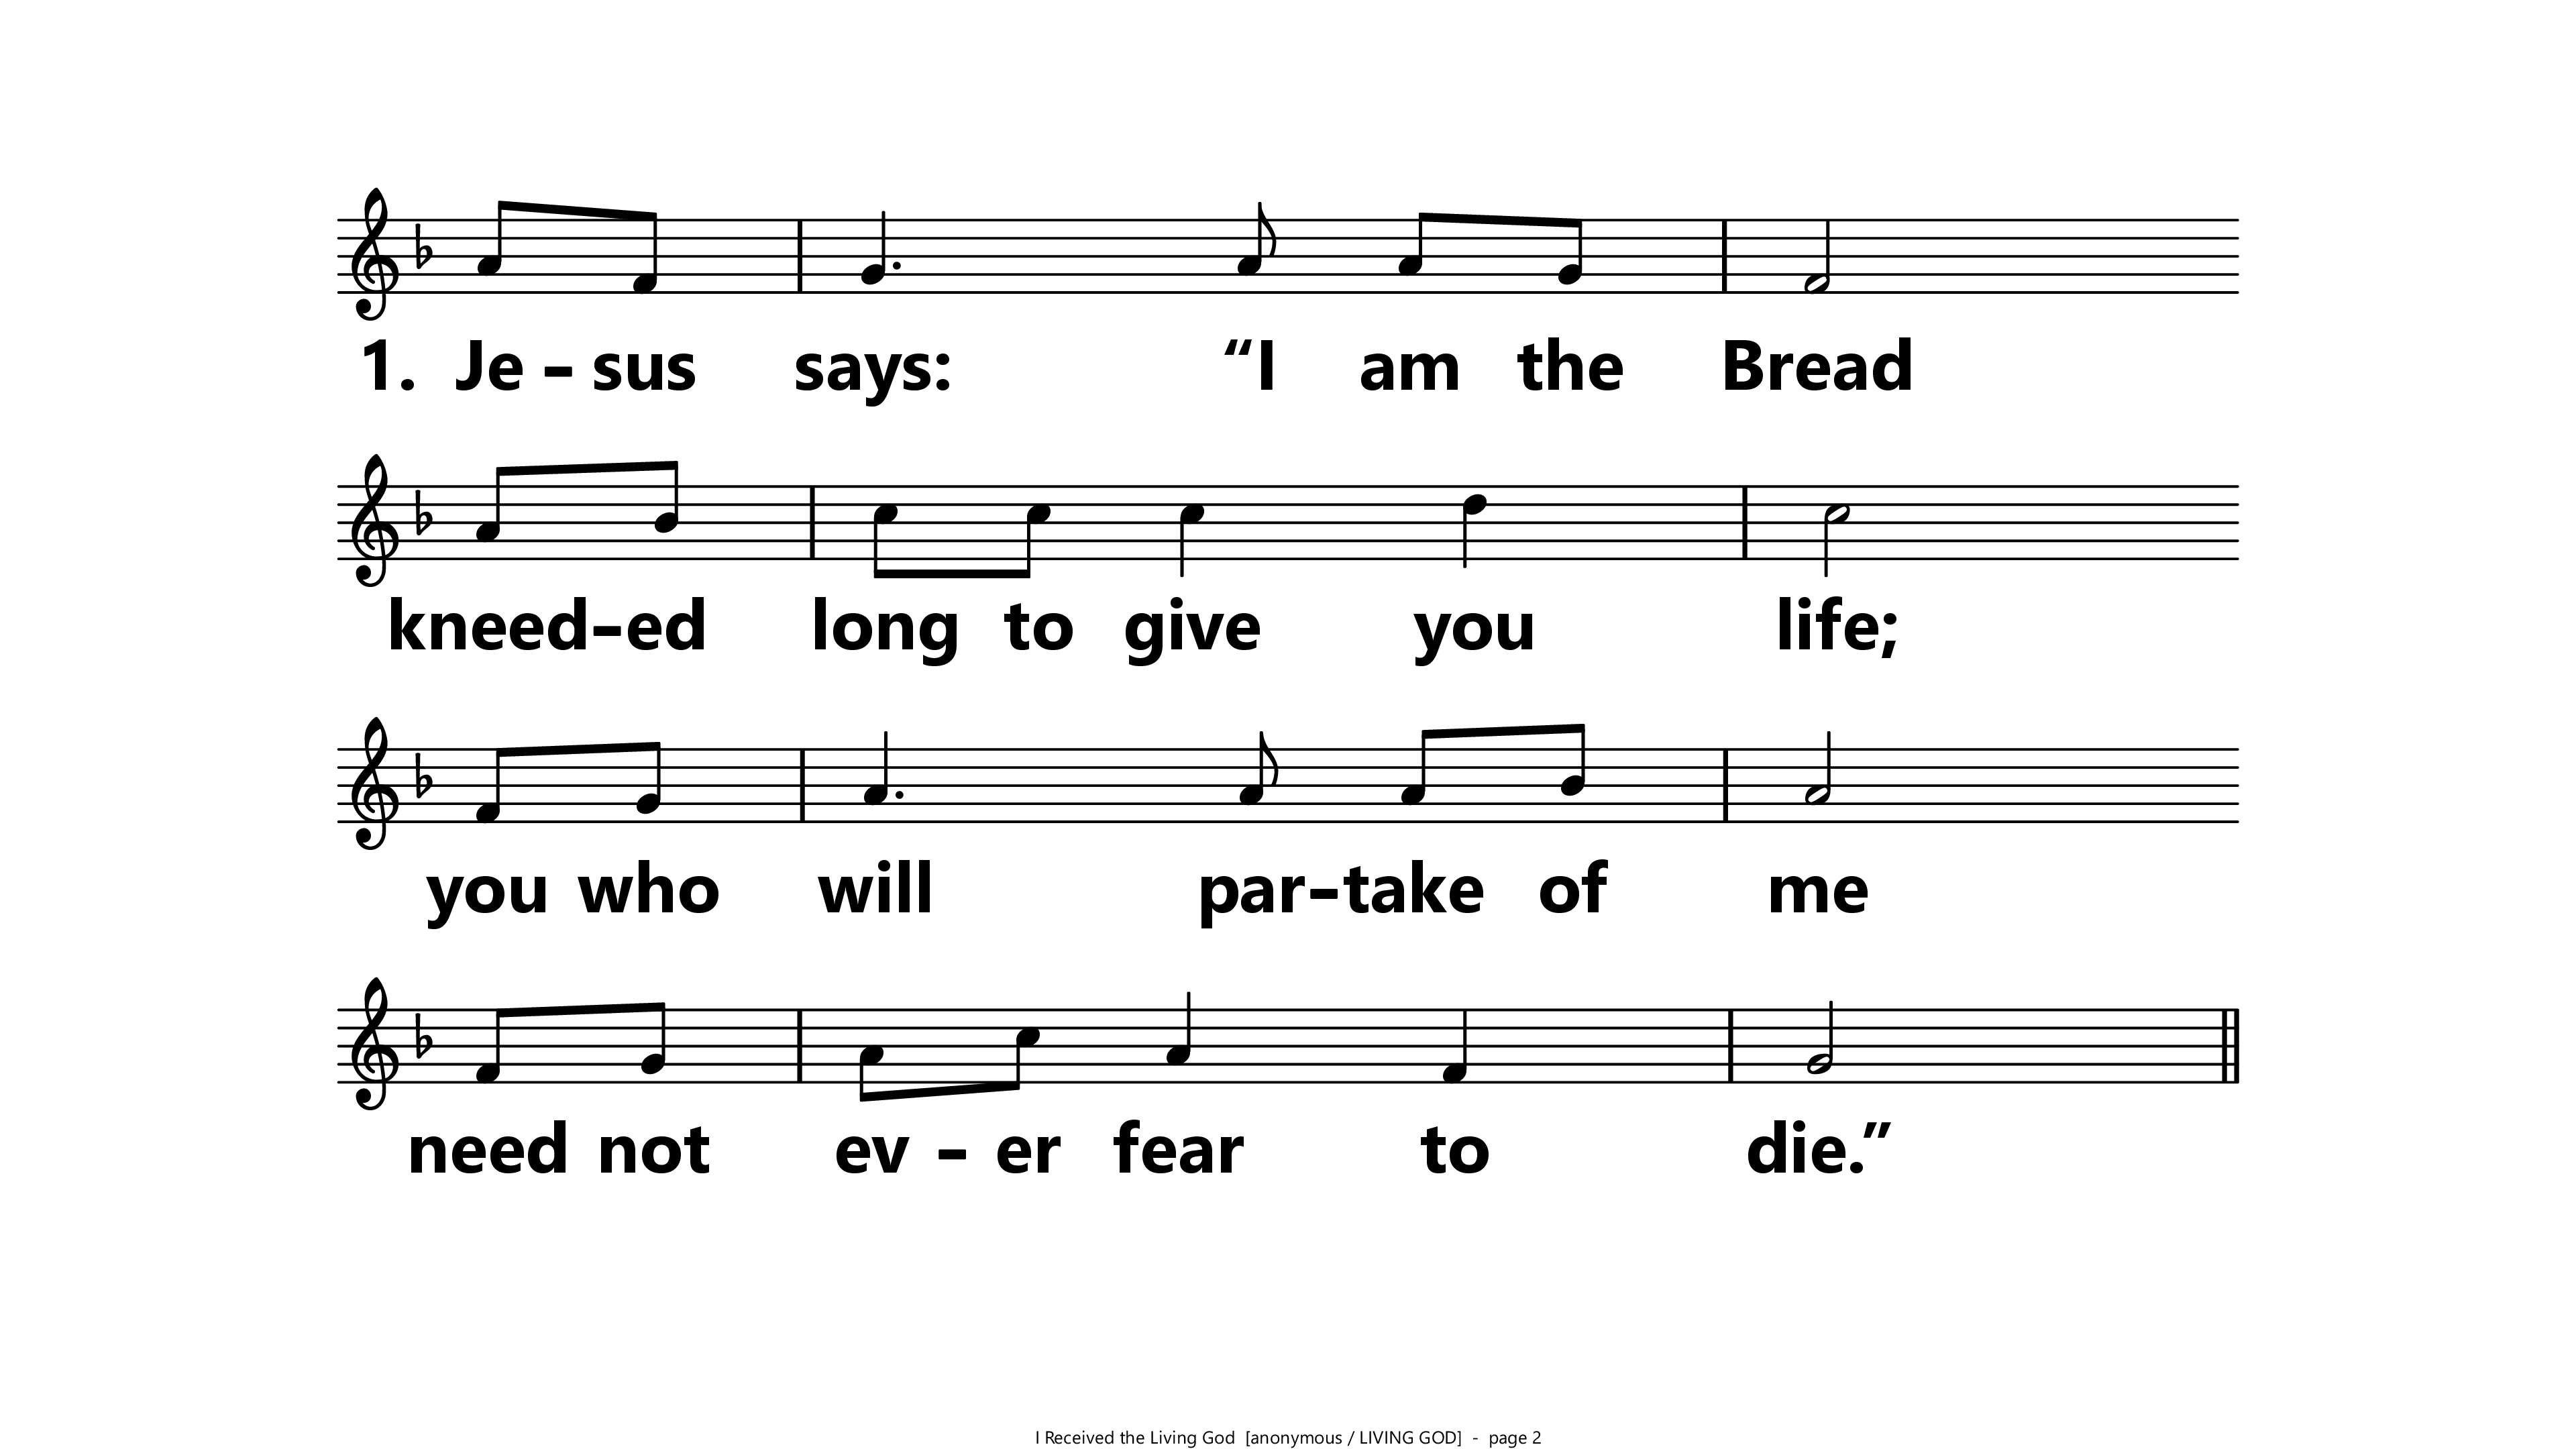 1. Je - sus says: “I am the Bread
kneed-ed long to give you life;
you who will par-take of me
need not ev - er fear to die.”
I Received the Living God [anonymous / LIVING GOD] - page 2